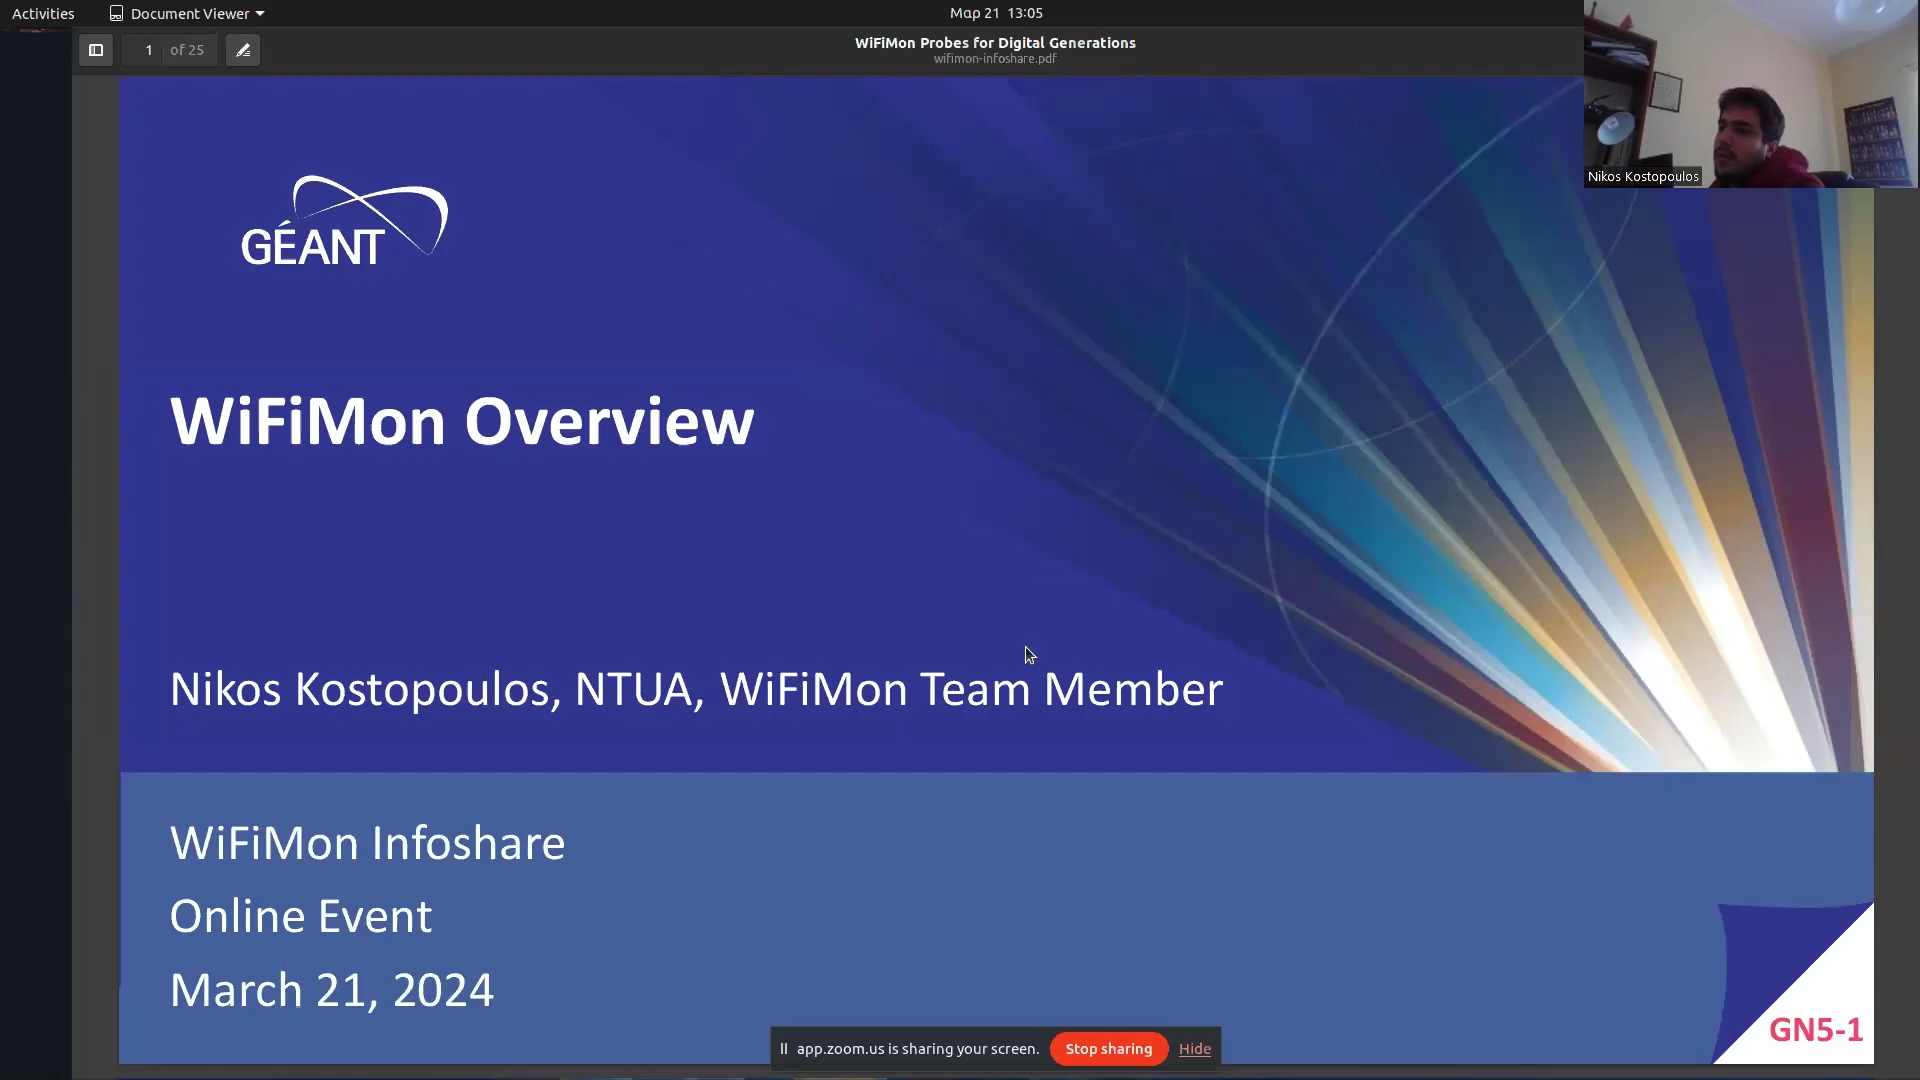 Activities
Document Viewer
Μαρ 21 13:05
1 of 25
WiFiMon Probes for Digital Generations
wifimon-infoshare.pdf
Nikos Kostopoulos
GÉANT
WiFiMon Overview
Nikos Kostopoulos, NTUA, WiFiMon Team Member
WiFiMon Infoshare
Online Event
March 21, 2024
GN5-1
app.zoom.us is sharing your screen. Stop sharing Hide